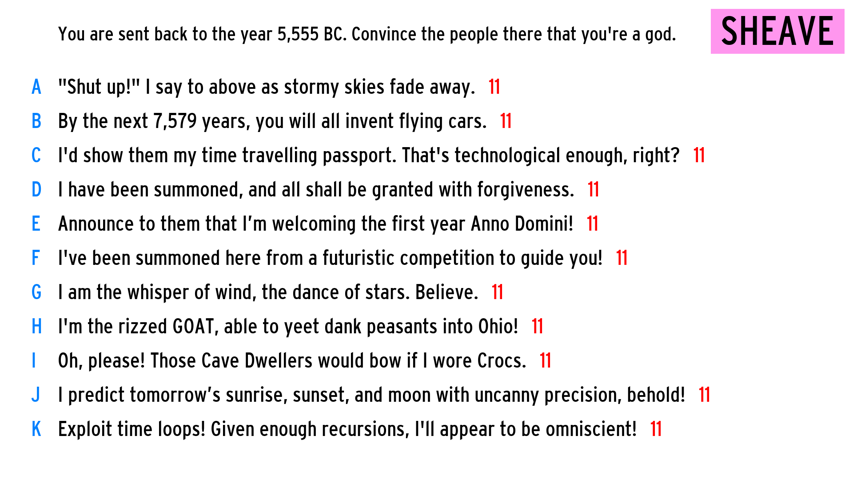 You are sent back to the year 5,555 BC. Convince the people there that you're a god.
SHEAVE
A "Shut up!" I say to above as stormy skies fade away. 11
B By the next 7,579 years, you will all invent flying cars. 11
C I'd show them my time travelling passport. That's technological enough, right? 11
D I have been summoned, and all shall be granted with forgiveness. 11
E Announce to them that I’m welcoming the first year Anno Domini! 11
F I've been summoned here from a futuristic competition to guide you! 11
G I am the whisper of wind, the dance of stars. Believe. 11
H I'm the rizzed GOAT, able to yeet dank peasants into Ohio! 11
I Oh, please! Those Cave Dwellers would bow if I wore Crocs. 11
J I predict tomorrow’s sunrise, sunset, and moon with uncanny precision, behold! 11
K Exploit time loops! Given enough recursions, I'll appear to be omniscient! 11